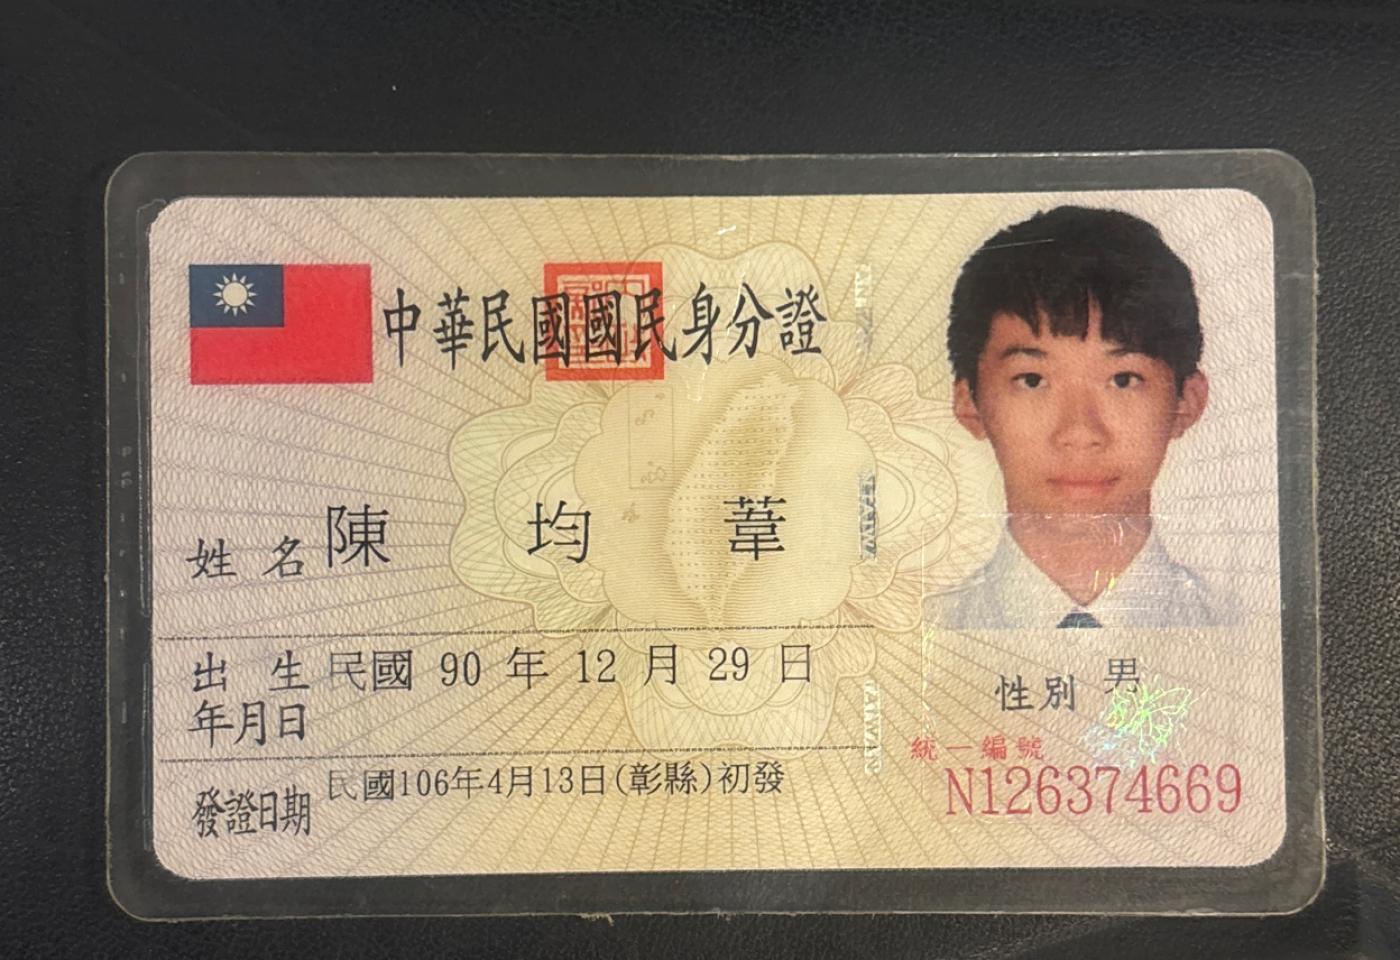 中華民國國民身分證
姓名 陳均葦
出生年月日 民國 90 年 12 月 29 日
性別 男
發證日期 民國106年4月13日(彰縣)初發
統一編號
N126374669